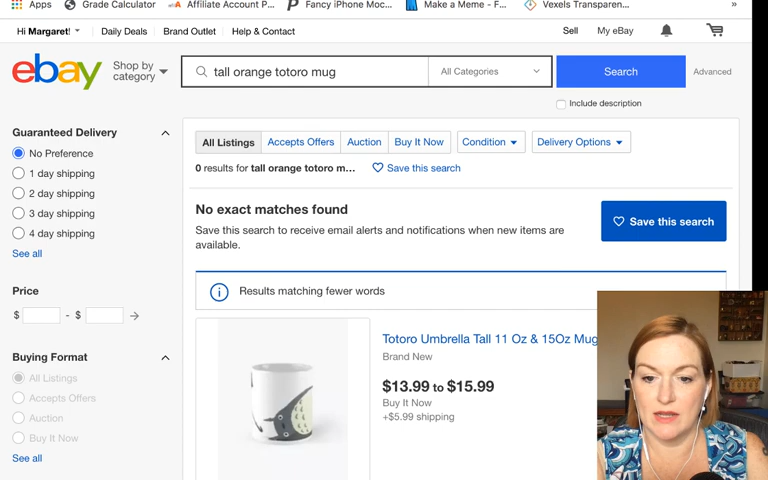 Apps Grade Calculator Affiliate Account P... Fancy iPhone Moc... Make a Meme - F... Vexels Transparen... »
Hi Margaret! Daily Deals Brand Outlet Help & Contact Sell My eBay
ebay Shop by category tall orange totoro mug All Categories Search Advanced
Include description
Guaranteed Delivery
No Preference
1 day shipping
2 day shipping
3 day shipping
4 day shipping
See all
Price
$ - $
Buying Format
All Listings
Accepts Offers
Auction
Buy It Now
See all
All Listings Accepts Offers Auction Buy It Now Condition Delivery Options
0 results for tall orange totoro m... Save this search
No exact matches found
Save this search to receive email alerts and notifications when new items are
available.
Save this search
Results matching fewer words
Totoro Umbrella Tall 11 Oz & 15Oz Mug
Brand New
$13.99 to $15.99
Buy It Now
+$5.99 shipping